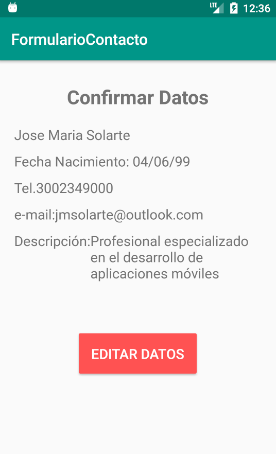 LTE 12:36
FormularioContacto
Confirmar Datos
Jose Maria Solarte
Fecha Nacimiento: 04/06/99
Tel.3002349000
e-mail:jmsolarte@outlook.com
Descripción:Profesional especializado
en el desarrollo de
aplicaciones móviles
EDITAR DATOS